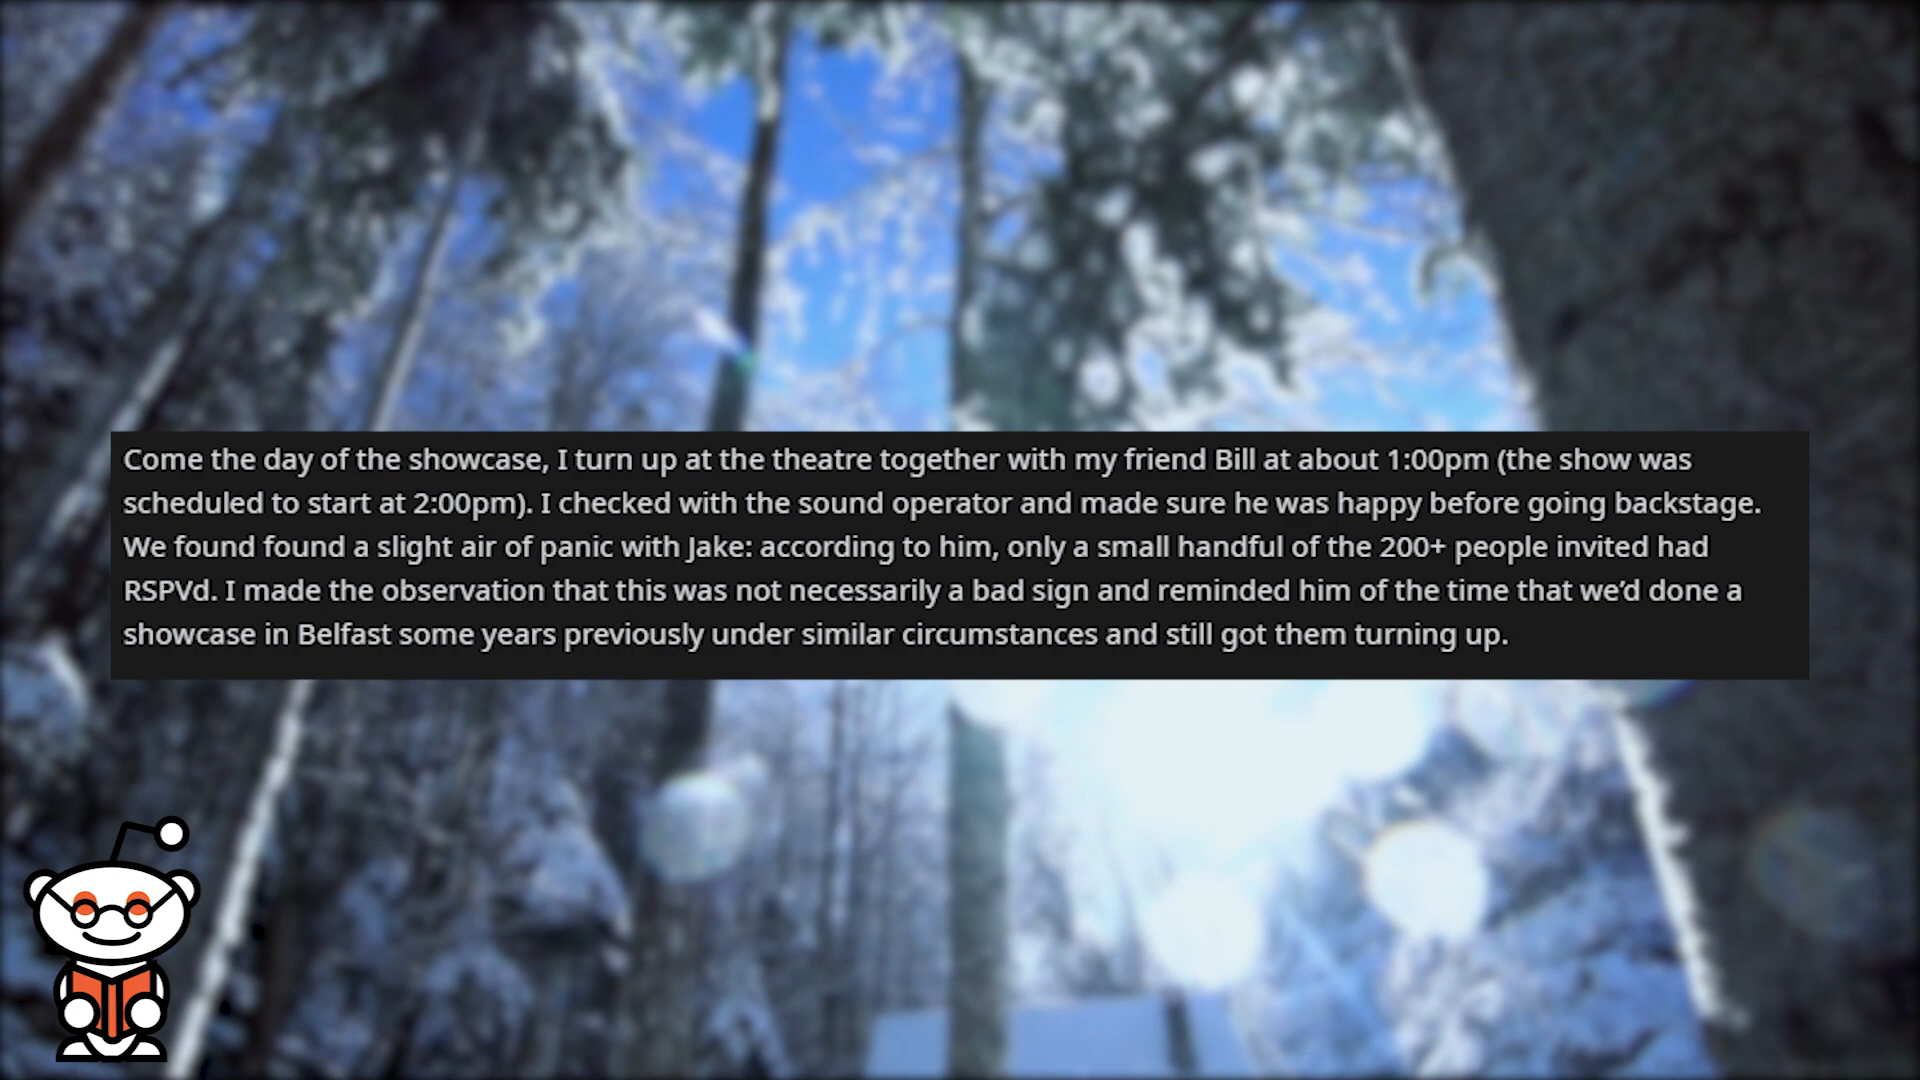 Come the day of the showcase, I turn up at the theatre together with my friend Bill at about 1:00pm (the show was
scheduled to start at 2:00pm). I checked with the sound operator and made sure he was happy before going backstage.
We found found a slight air of panic with Jake: according to him, only a small handful of the 200+ people invited had
RSPVd. I made the observation that this was not necessarily a bad sign and reminded him of the time that we’d done a
showcase in Belfast some years previously under similar circumstances and still got them turning up.